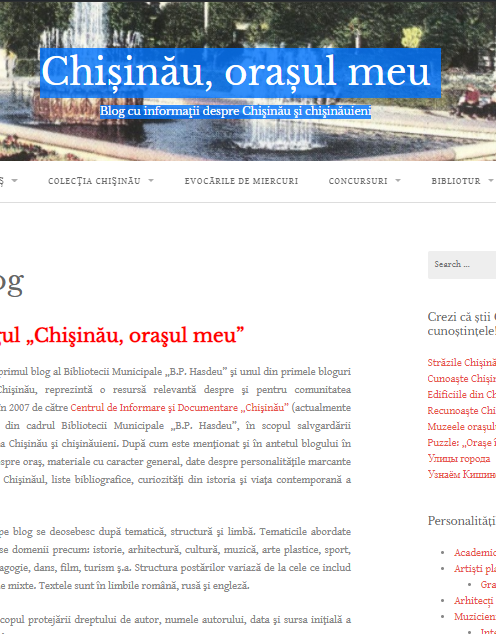 Chișinău, orașul meu
Blog cu informaţii despre Chişinău şi chişinăuieni
COLECŢIA CHIŞINĂU
EVOCĂRILE DE MIERCURI
CONCURSURI
BIBLIOTUR
Search ...
og
gul „Chişinău, oraşul meu”
primul blog al Bibliotecii Municipale „B.P. Hasdeu” şi unul din primele bloguri
Chişinău, reprezintă o resursă relevantă despre şi pentru comunitatea
în 2007 de către Centrul de Informare şi Documentare „Chişinău” (actualmente
din cadrul Bibliotecii Municipale „B.P. Hasdeu”, în scopul salvgardării
a Chişinău şi chişinăuieni. După cum este menţionat şi în antetul blogului în
spre oraş, materiale cu caracter general, date despre personalităţile marcante
Chişinăul, liste bibliografice, curiozităţi din istoria şi viaţa contemporană a
pe blog se deosebesc după tematică, structură şi limbă. Tematicile abordate
se domenii precum: istorie, arhitectură, cultură, muzică, arte plastice, sport,
agogie, dans, film, turism ş.a. Structura postărilor variază de la cele ce includ
e mixte. Textele sunt în limbile română, rusă şi engleză.
copul protejării dreptului de autor, numele autorului, data şi sursa iniţială a
Crezi că ştii
cunoştinţele!
Străzile Chişină
Cunoaşte Chişin
Edificiile din Ch
Recunoaşte Chi
Muzeele oraşulu
Puzzle: „Oraşe î
Улицы города
Узнаём Кишин
Personalităţi
Academic
Artişti pla
Gra
Arhitecţi
Muzicien
Inte